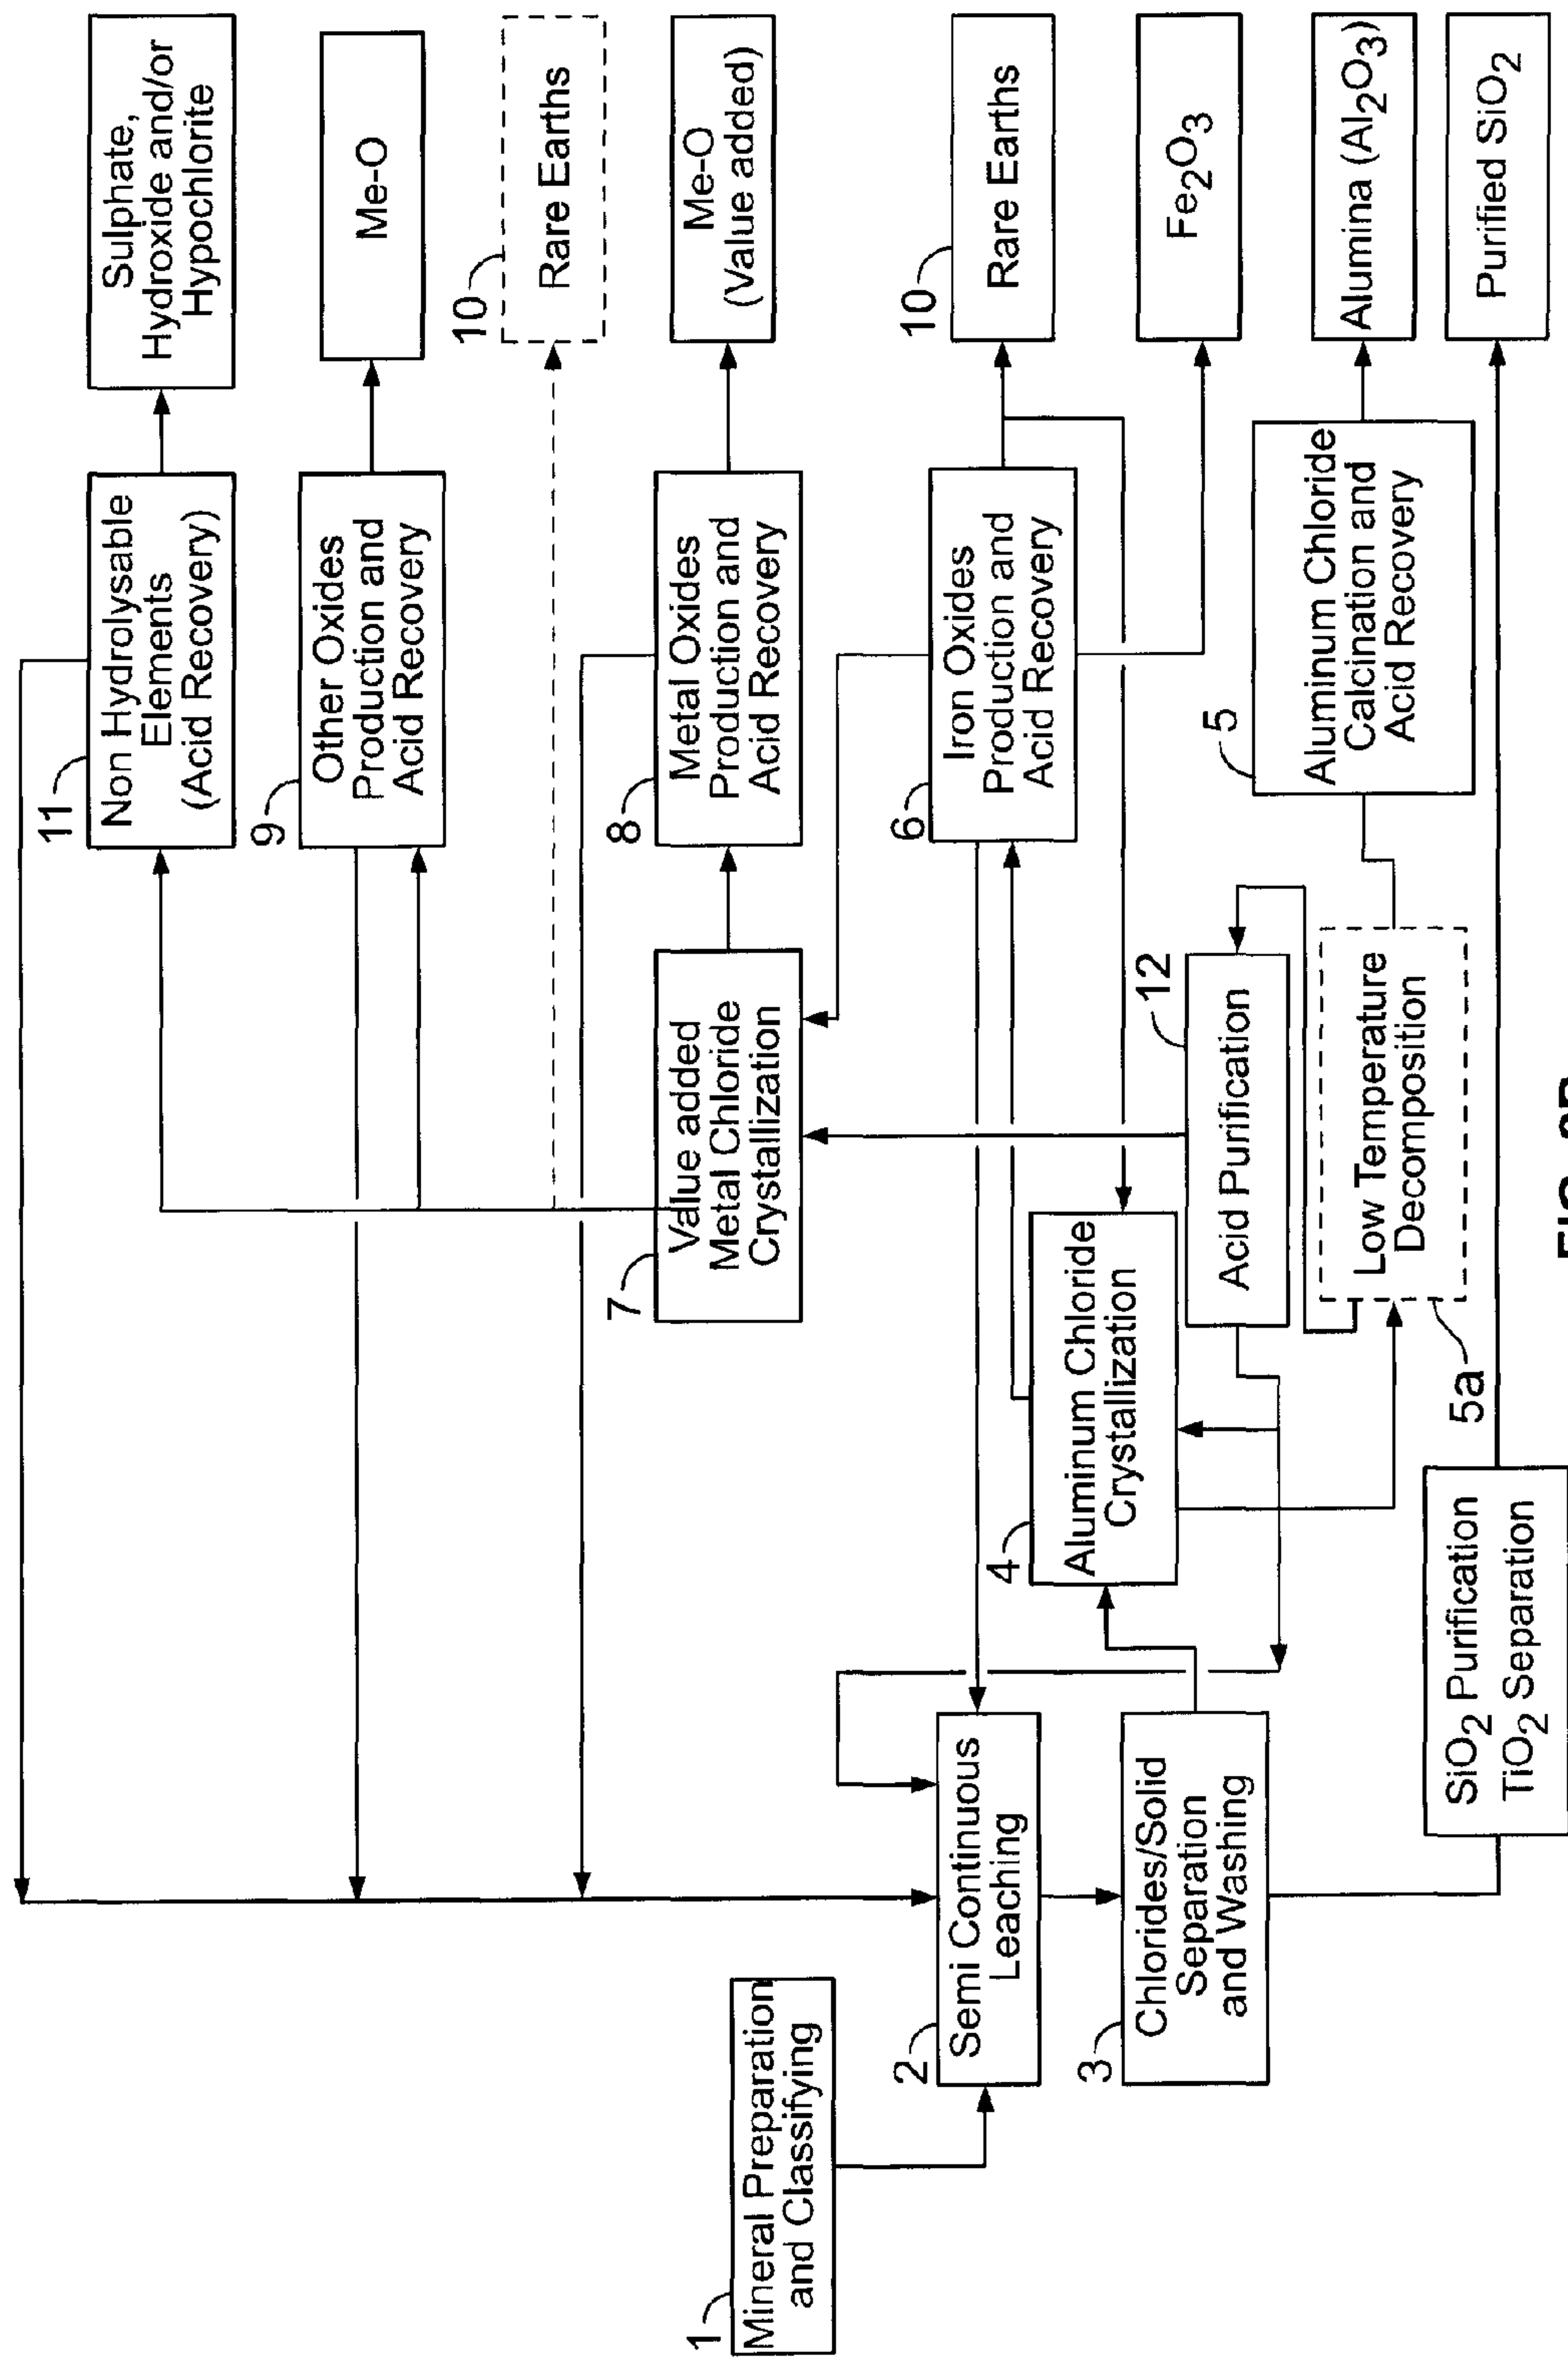 11
Non Hydrolysable
Elements
(Acid Recovery)
Sulphate,
Hydroxide and/or
Hypochlorite
9
Other Oxides
Production and
Acid Recovery
Me-O
10
Rare Earths
7
Value added
Metal Chloride
Crystallization
8
Metal Oxides
Production and
Acid Recovery
Me-O
(Value added)
1
Mineral Preparation
and Classifying
2
Semi Continuous
Leaching
6
Iron Oxides
Production and
Acid Recovery
10
Rare Earths
3
Chlorides/Solid
Separation
and Washing
4
Aluminum Chloride
Crystallization
Fe2O3
12
Acid Purification
5
Aluminum Chloride
Calcination and
Acid Recovery
Alumina (Al2O3)
5a
Low Temperature
Decomposition
SiO2 Purification
TiO2 Separation
Purified SiO2